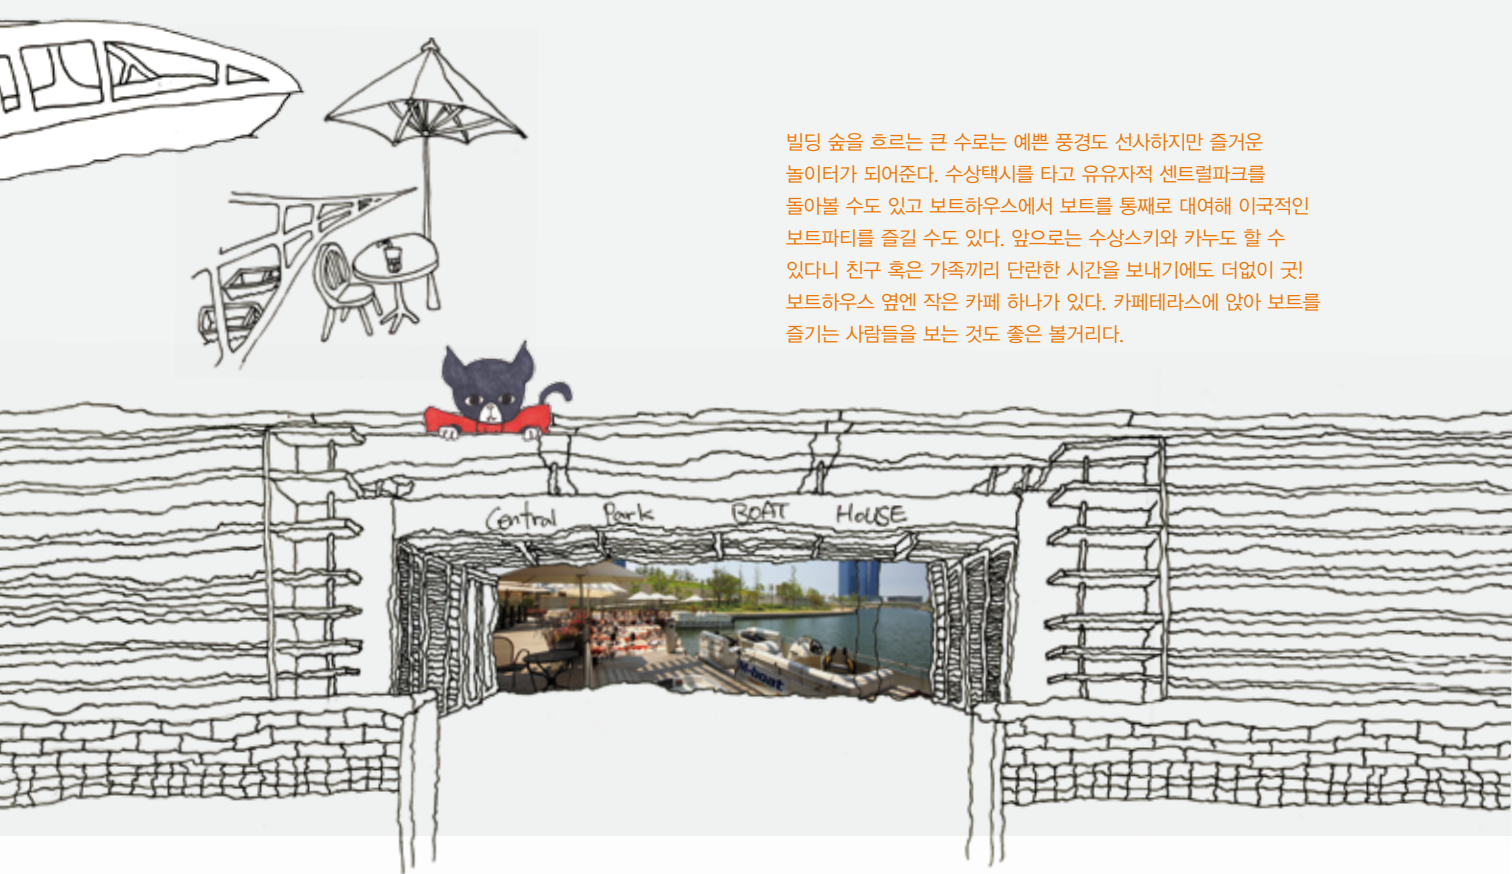 빌딩 숲을 흐르는 큰 수로는 예쁜 풍경도 선사하지만 즐거운
놀이터가 되어준다. 수상택시를 타고 유유자적 센트럴파크를
돌아볼 수도 있고 보트하우스에서 보트를 통째로 대여해 이국적인
보트파티를 즐길 수도 있다. 앞으로는 수상스키와 카누도 할 수
있다니 친구 혹은 가족끼리 단란한 시간을 보내기에도 더없이 굿!
보트하우스 옆엔 작은 카페 하나가 있다. 카페테라스에 앉아 보트를
즐기는 사람들을 보는 것도 좋은 볼거리다.
Central Park BOAT HOUSE
M-boat